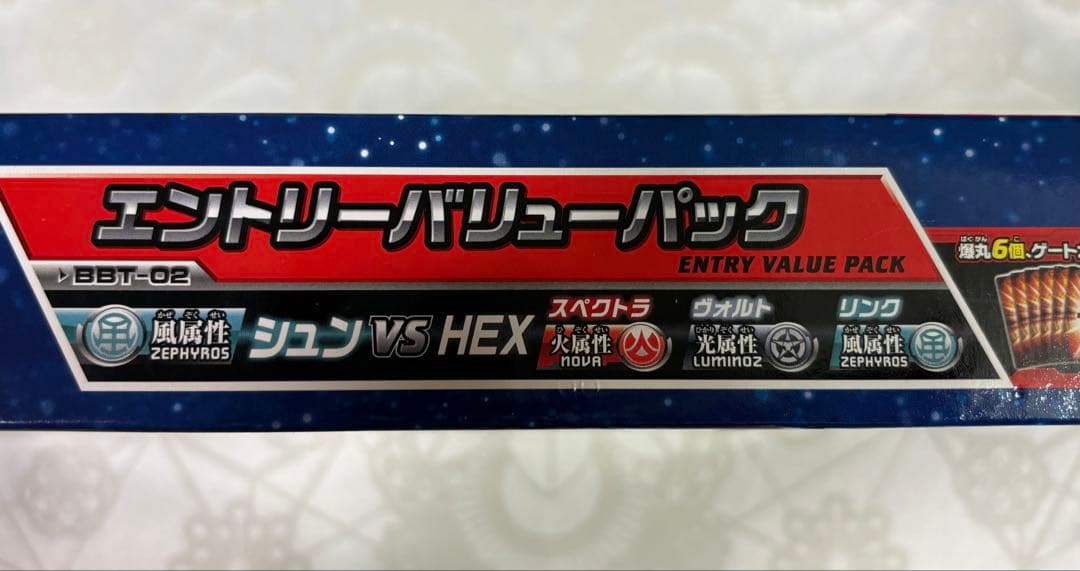 エントリーバリューパック
ENTRY VALUE PACK
BBT-02
かぜ ぞくせい
風属性
ZEPHYROS
シュン VS HEX
スペクトラ
ひ ぞくせい
火属性
NOVA
ヴォルト
ひかり ぞくせい
光属性
LUMINOZ
リンク
かぜ ぞくせい
風属性
ZEPHYROS
ばくがん こ
爆丸6個、ゲート